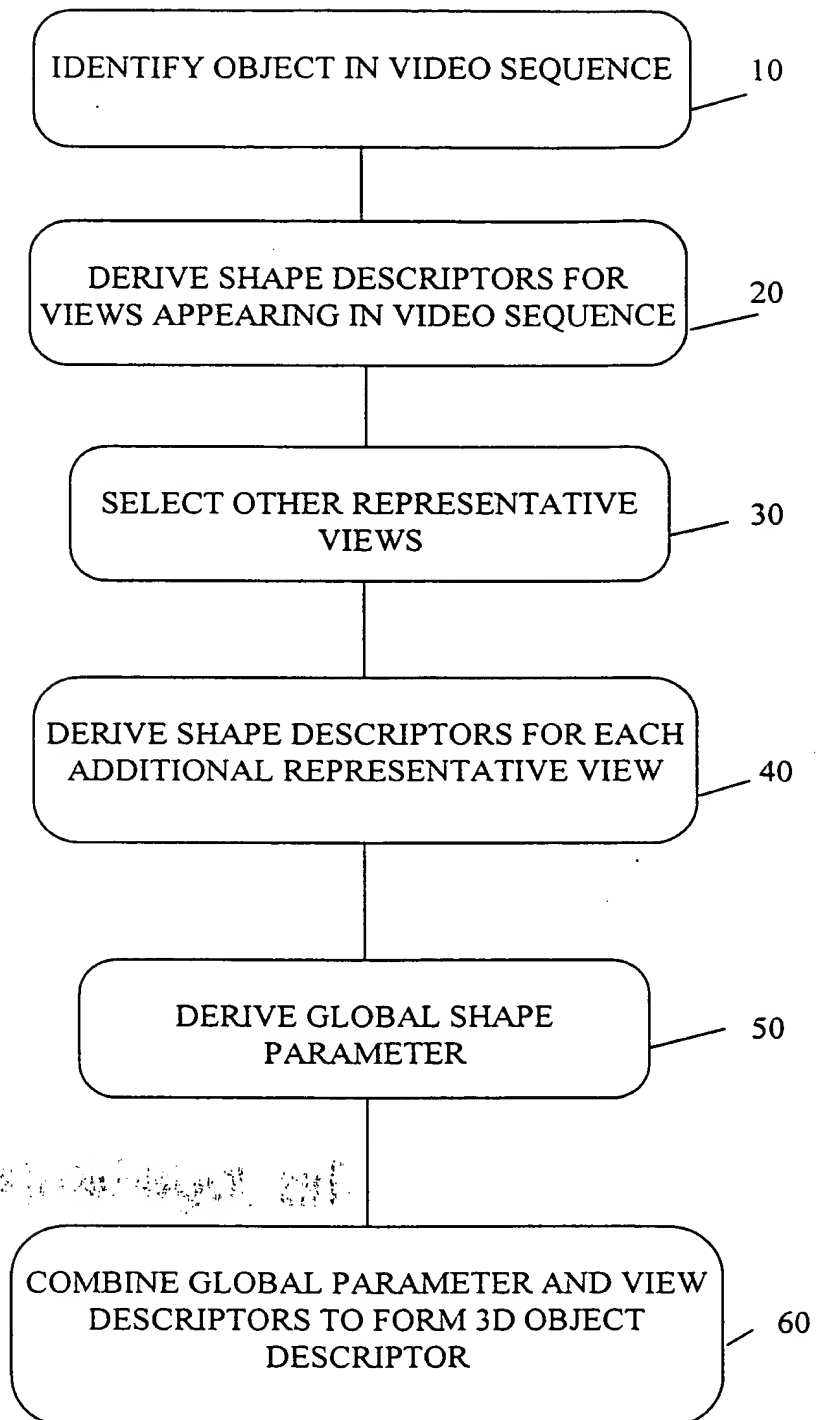 IDENTIFY OBJECT IN VIDEO SEQUENCE
10
DERIVE SHAPE DESCRIPTORS FOR
VIEWS APPEARING IN VIDEO SEQUENCE
20
SELECT OTHER REPRESENTATIVE
VIEWS
30
DERIVE SHAPE DESCRIPTORS FOR EACH
ADDITIONAL REPRESENTATIVE VIEW
40
DERIVE GLOBAL SHAPE
PARAMETER
50
COMBINE GLOBAL PARAMETER AND VIEW
DESCRIPTORS TO FORM 3D OBJECT
DESCRIPTOR
60